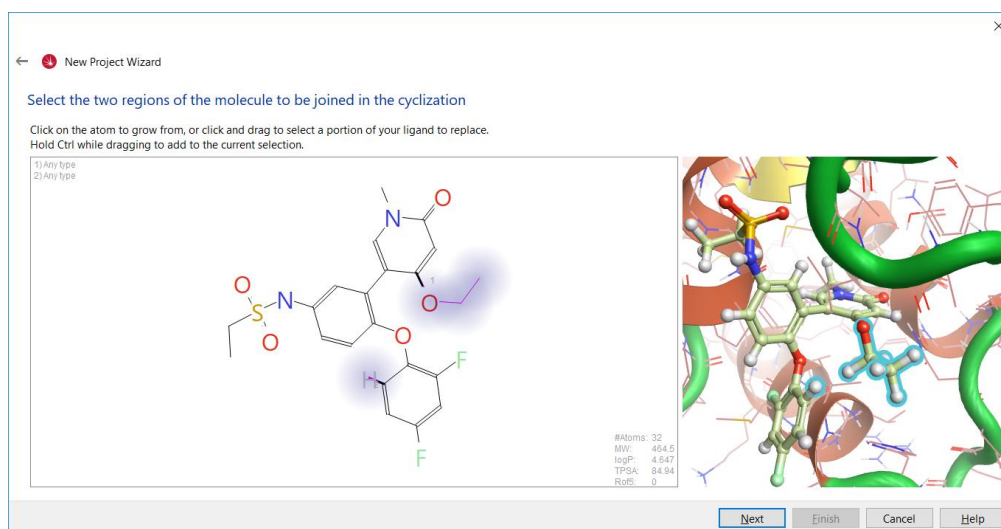 New Project Wizard
Select the two regions of the molecule to be joined in the cyclization
Click on the atom to grow from, or click and drag to select a portion of your ligand to replace.
Hold Ctrl while dragging to add to the current selection.
1) Any type
2) Any type
N
O
1
O
O
S
N
O
O
H
F
F
#Atoms: 32
MW: 464.5
logP: 4.647
TPSA: 84.94
Rof5: 0
Next
Finish
Cancel
Help